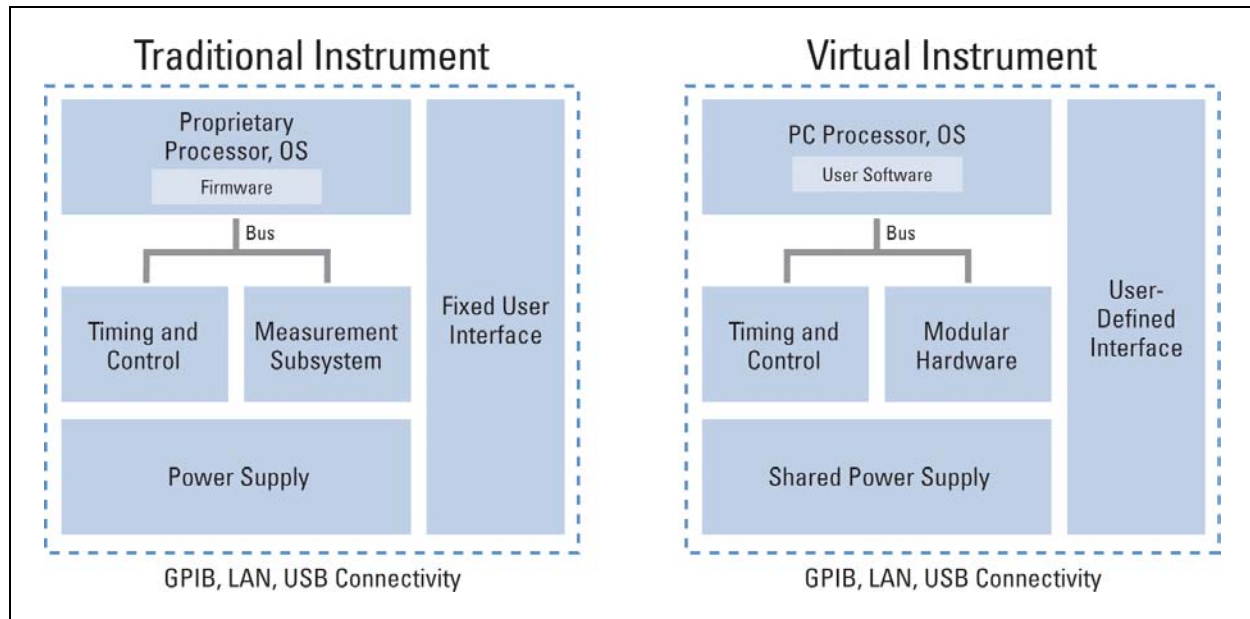 Traditional Instrument
Proprietary
Processor, OS
Firmware
Bus
Timing and
Control
Measurement
Subsystem
Fixed User
Interface
Power Supply
GPIB, LAN, USB Connectivity
Virtual Instrument
PC Processor, OS
User Software
Bus
Timing and
Control
Modular
Hardware
User-
Defined
Interface
Shared Power Supply
GPIB, LAN, USB Connectivity